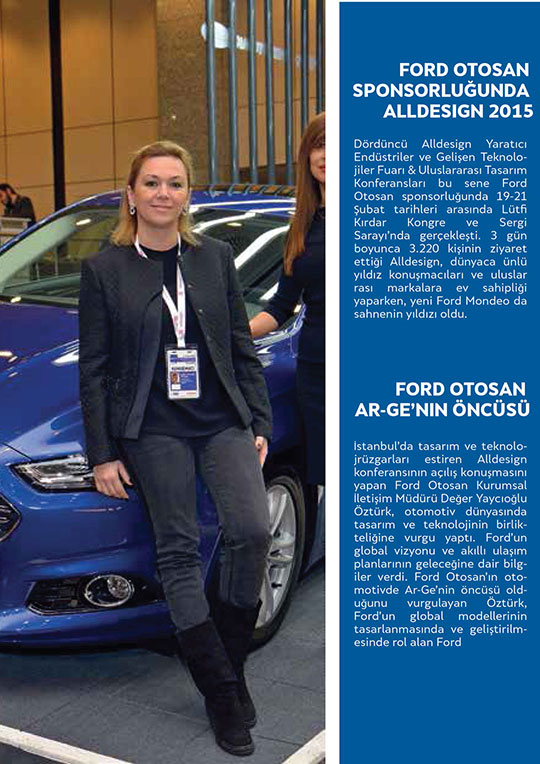 FORD OTOSAN
SPONSORLUĞUNDA
ALLDESIGN 2015
Dördüncü Alldesign Yaratıcı
Endüstriler ve Gelişen Teknolo-
jiler Fuarı & Uluslararası Tasarım
Konferansları bu sene Ford
Otosan sponsorluğunda 19-21
Şubat tarihleri arasında Lütfi
Kırdar Kongre ve Sergi
Sarayı'nda gerçekleşti. 3 gün
boyunca 3.220 kişinin ziyaret
ettiği Alldesign, dünyaca ünlü
yıldız konuşmacıları ve uluslar
rası markalara ev sahipliği
yaparken, yeni Ford Mondeo da
sahnenin yıldızı oldu.
FORD OTOSAN
AR-GE'NIN ÖNCÜSÜ
İstanbul'da tasarım ve teknolo-
jrüzgarları estiren Alldesign
konferansının açılış konuşmasını
yapan Ford Otosan Kurumsal
İletişim Müdürü Değer Yaycıoğlu
Öztürk, otomotiv dünyasında
tasarım ve teknolojinin birlik-
teliğine vurgu yaptı. Ford'un
global vizyonu ve akıllı ulaşım
planlarının geleceğine dair bilg-
iler verdi. Ford Otosan'ın oto-
motivde Ar-Ge'nin öncüsü old-
uğunu vurgulayan Öztürk,
Ford'un global modellerinin
tasarlanmasında ve geliştirilm-
esinde rol alan Ford